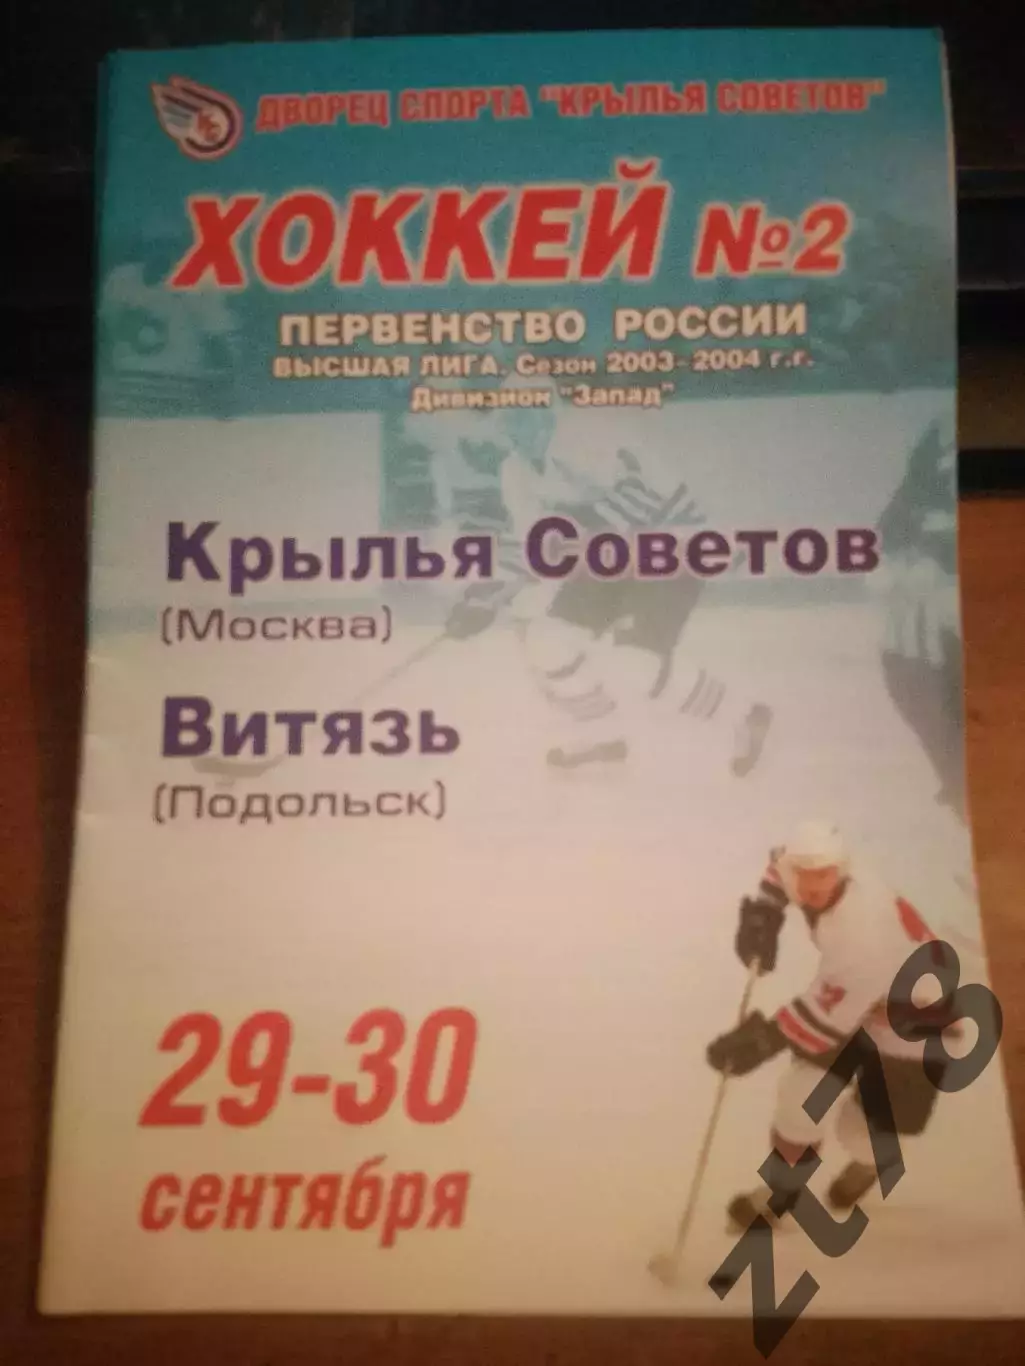 ДВОРЕЦ СПОРТА "КРЫЛЬЯ СОВЕТОВ"
ХОККЕЙ №2
ПЕРВЕНСТВО РОССИИ
ВЫСШАЯ ЛИГА. Сезон 2003-2004 г.г.
Дивизион "Запад"
Крылья Советов
(Москва)
Витязь
(Подольск)
29-30
сентября
zt78